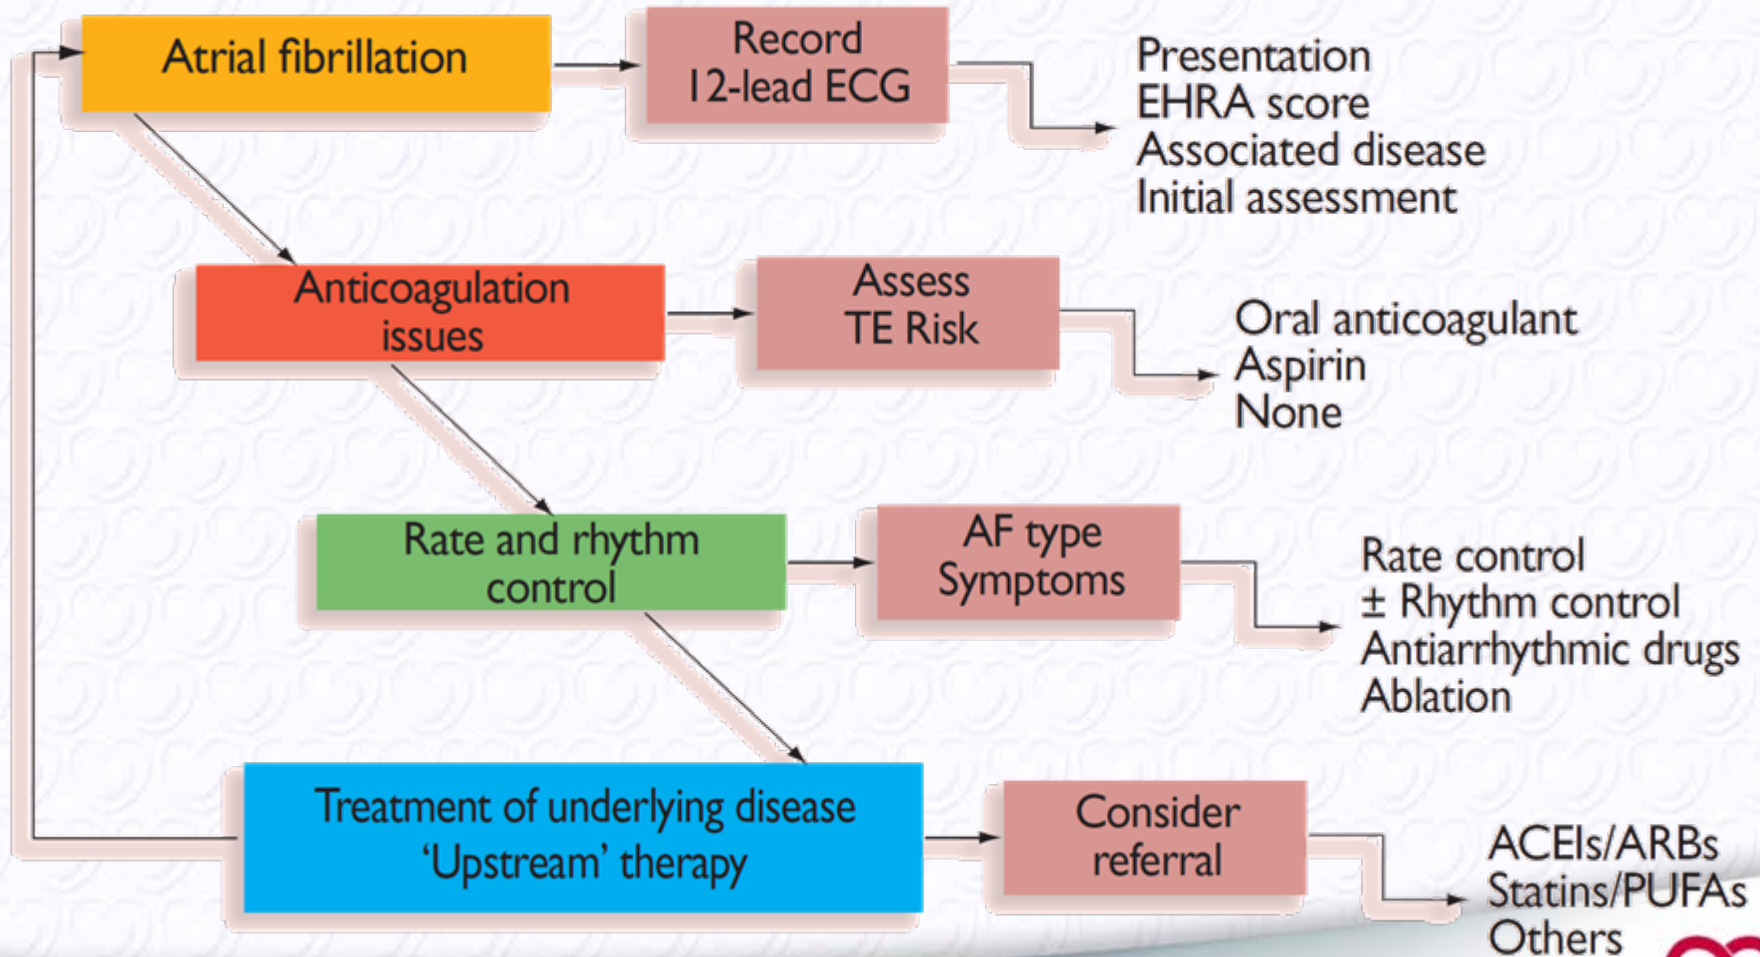 Atrial fibrillation
Record
12-lead ECG
Presentation
EHRA score
Associated disease
Initial assessment
Anticoagulation
issues
Assess
TE Risk
Oral anticoagulant
Aspirin
None
Rate and rhythm
control
AF type
Symptoms
Rate control
± Rhythm control
Antiarrhythmic drugs
Ablation
Treatment of underlying disease
‘Upstream’ therapy
Consider
referral
ACEIs/ARBs
Statins/PUFAs
Others